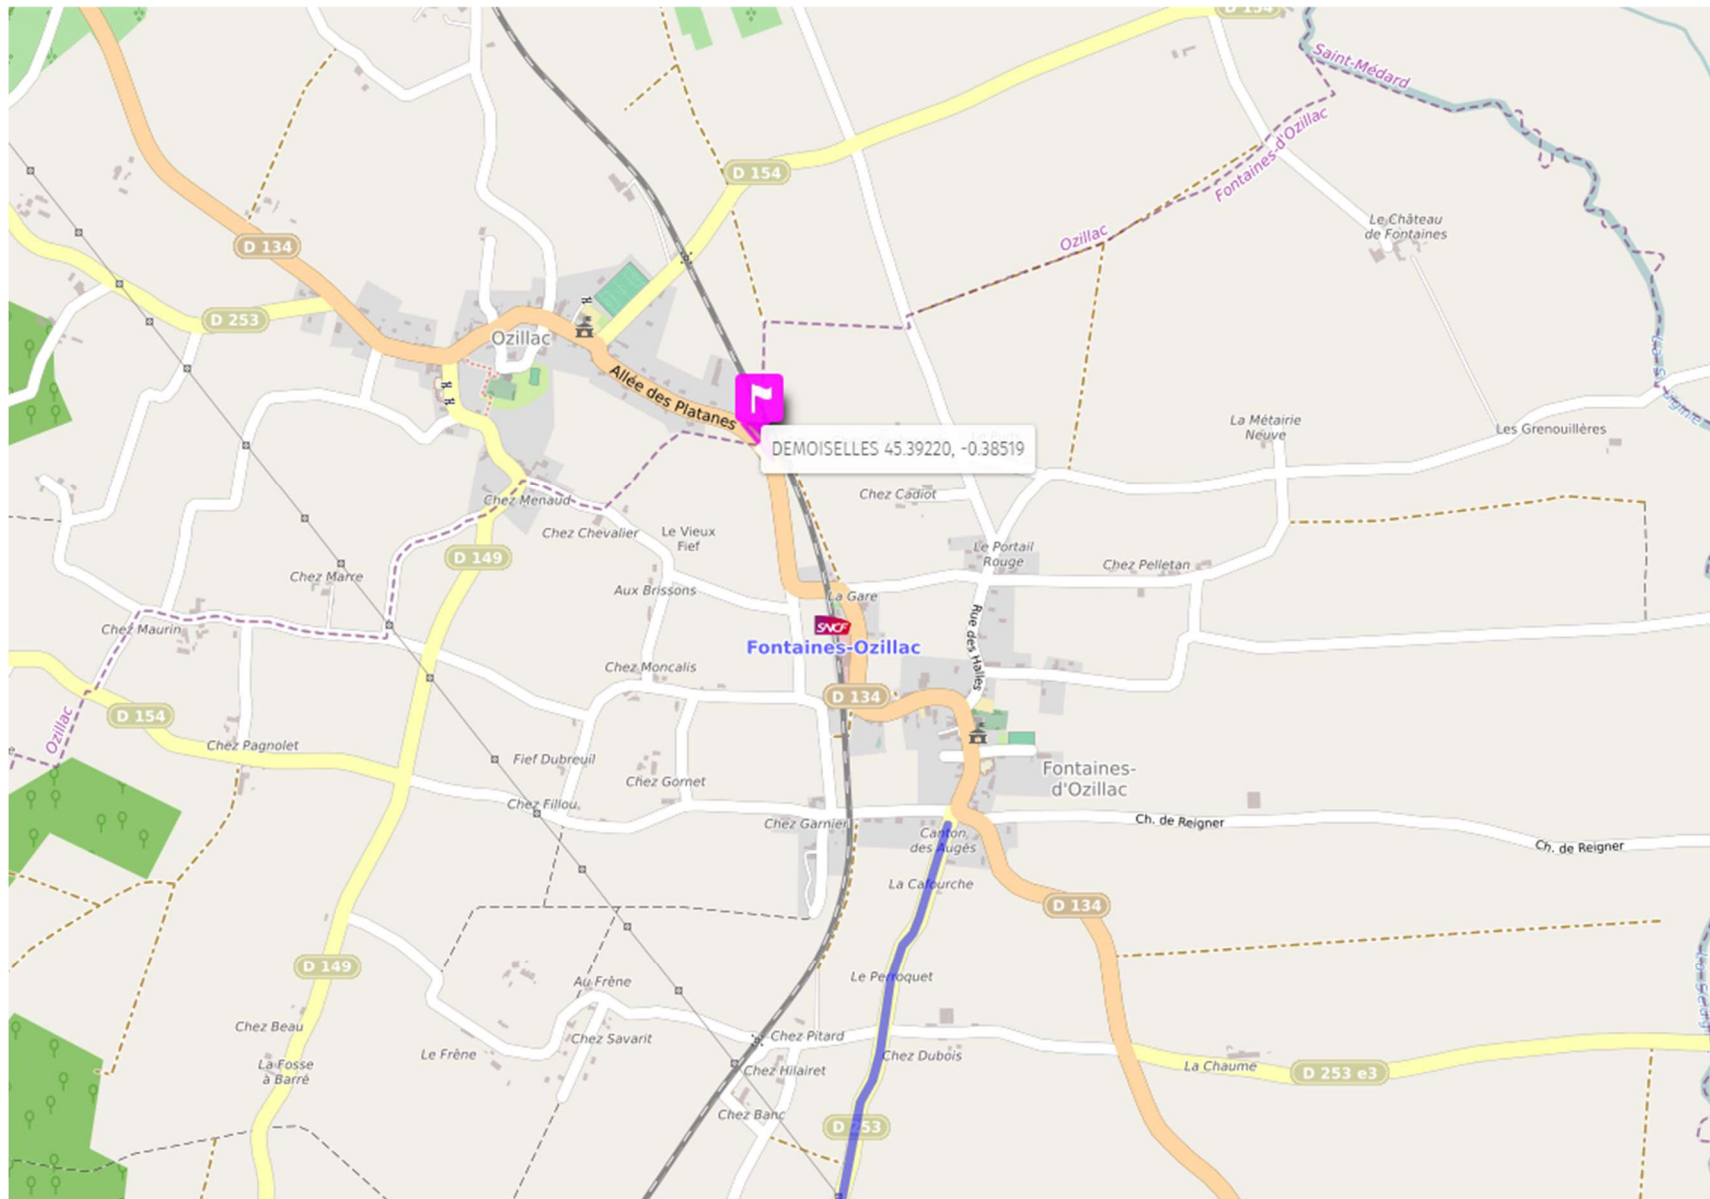 D 134
Saint-Médard
Fontaines-d'Ozillac
D 154
Le Château
de Fontaines
Ozillac
D 134
D 253
Ozillac
Allée des Platanes
DEMOISELLES 45.39220, -0.38519
La Métairie
Neuve
Les Grenouillères
Chez Cadiot
Chez Menaud
Chez Chevalier
Le Vieux
Fief
D 149
Le Portail
Rouge
Chez Pelletan
Chez Marre
Aux Brissons
La Gare
Chez Maurin
SNCF
Fontaines-Ozillac
Rue des Halles
Chez Moncalis
D 134
D 154
Ozillac
Chez Pagnolet
Fief Dubreuil
Chez Gornet
Fontaines-
d'Ozillac
Chez Fillou
Chez Garnier
Canton
des Augés
Ch. de Reigner
Ch. de Reigner
La Cafourche
D 134
D 149
Le Perroquet
Au Frêne
Chez Beau
Chez Savarit
Chez Pitard
Le Frêne
Chez Dubois
La Fosse
à Barré
Chez Hilairet
La Chaume
D 253 e3
Chez Banc
D 253